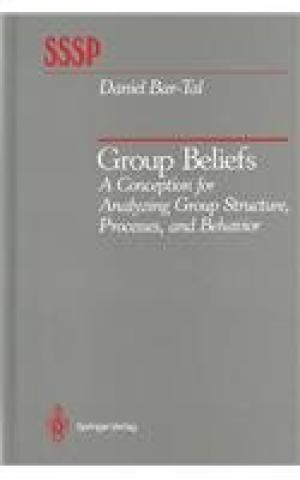 SSSP
Daniel Bar-Tal
Group Beliefs
A Conception for
Analyzing Group Structure,
Processes, and Behavior
Springer-Verlag